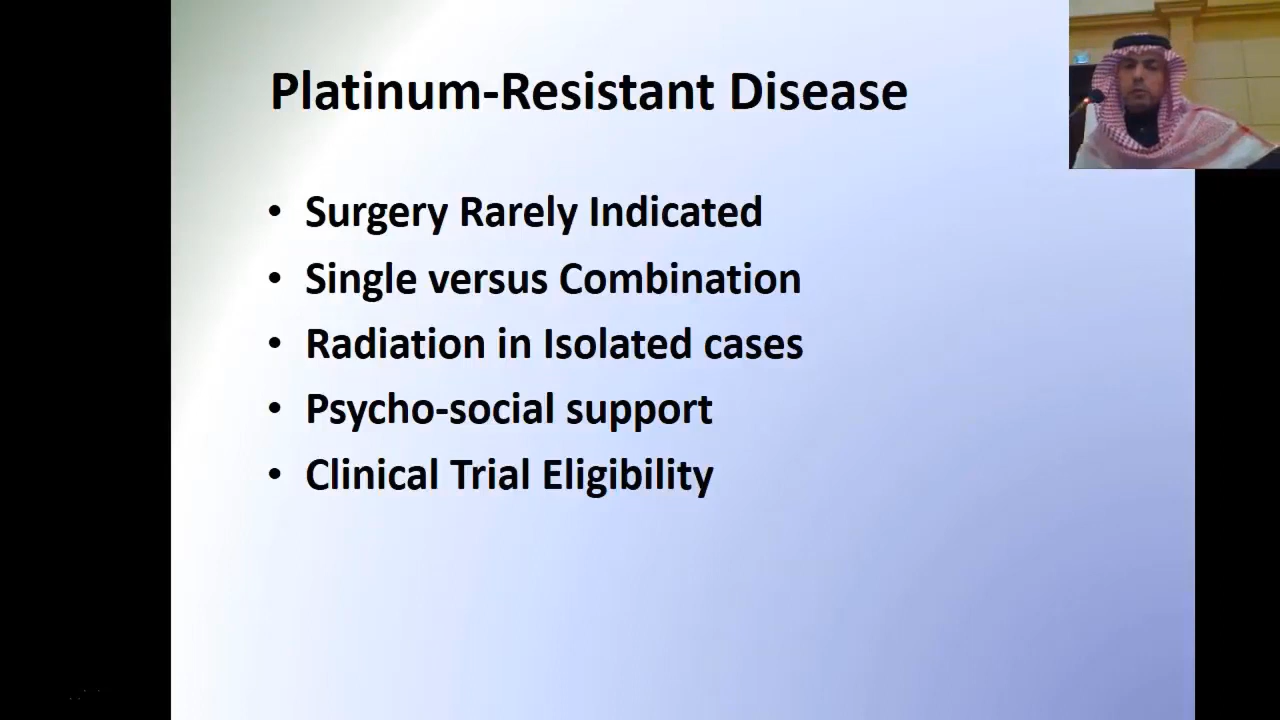 Platinum-Resistant Disease
• Surgery Rarely Indicated
• Single versus Combination
• Radiation in Isolated cases
• Psycho-social support
• Clinical Trial Eligibility